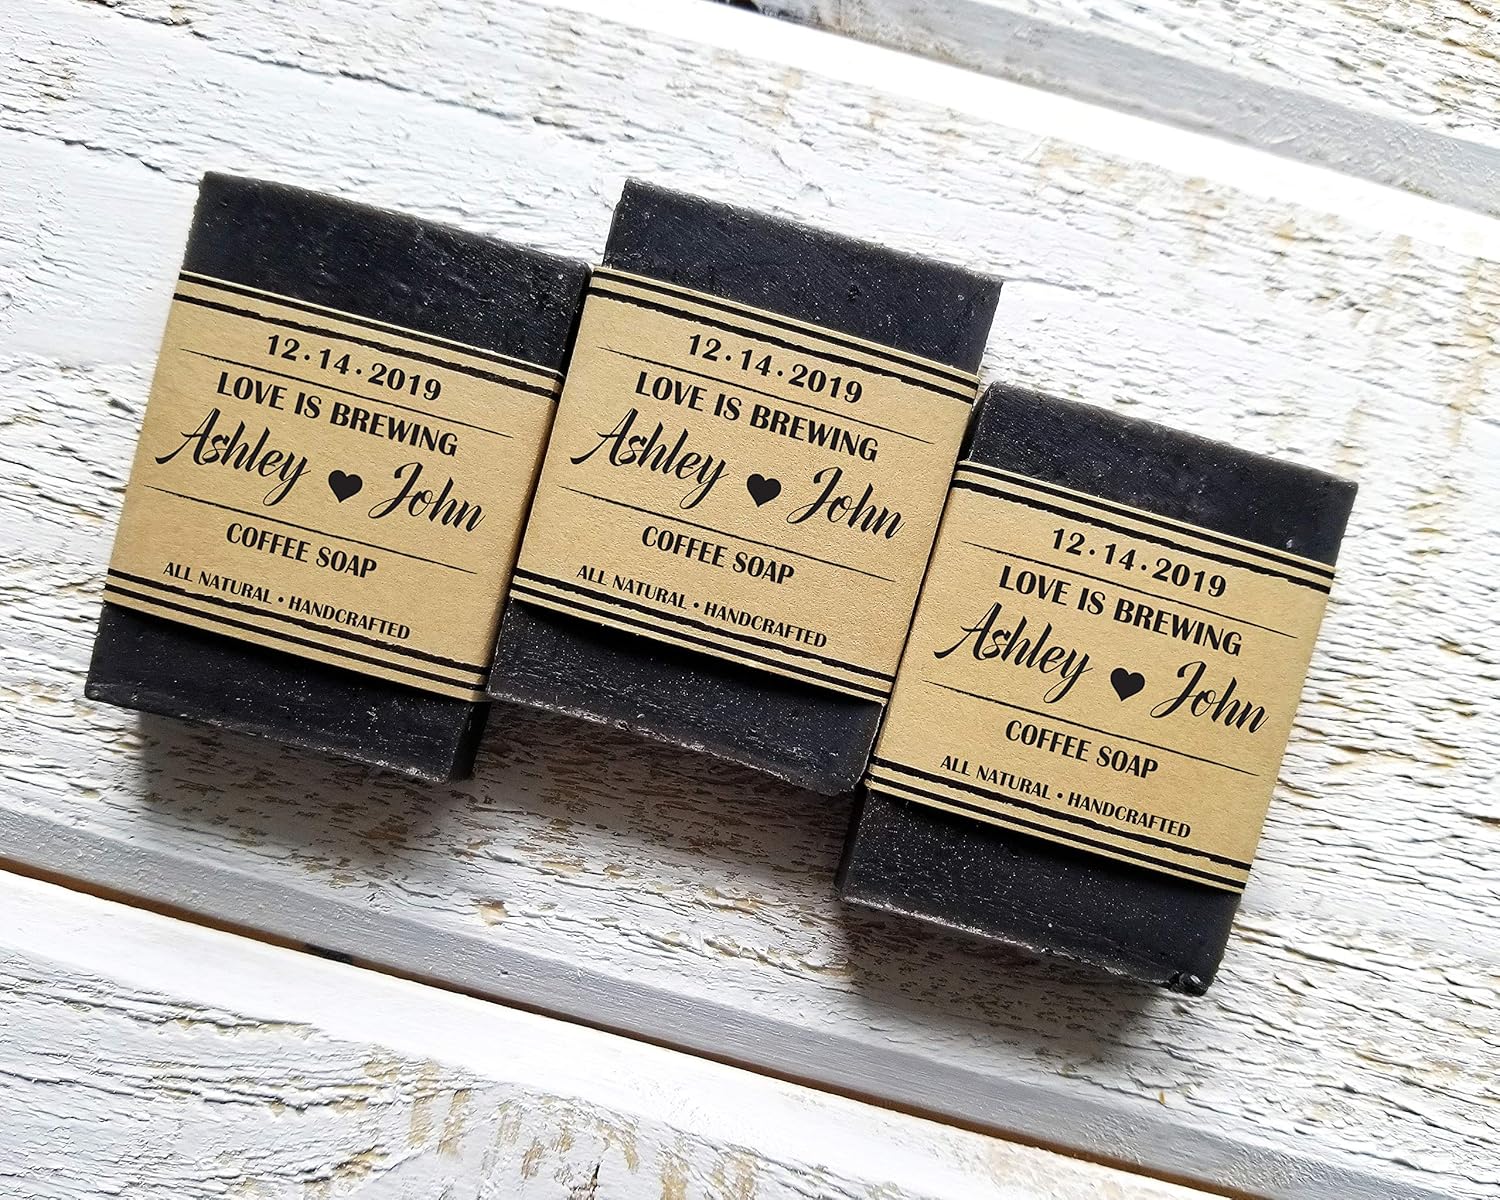 12.14.2019
LOVE IS BREWING
Ashley ♥ John
COFFEE SOAP
ALL NATURAL • HANDCRAFTED
12.14.2019
LOVE IS BREWING
Ashley ♥ John
COFFEE SOAP
ALL NATURAL • HANDCRAFTED
12.14.2019
LOVE IS BREWING
Ashley ♥ John
COFFEE SOAP
ALL NATURAL • HANDCRAFTED